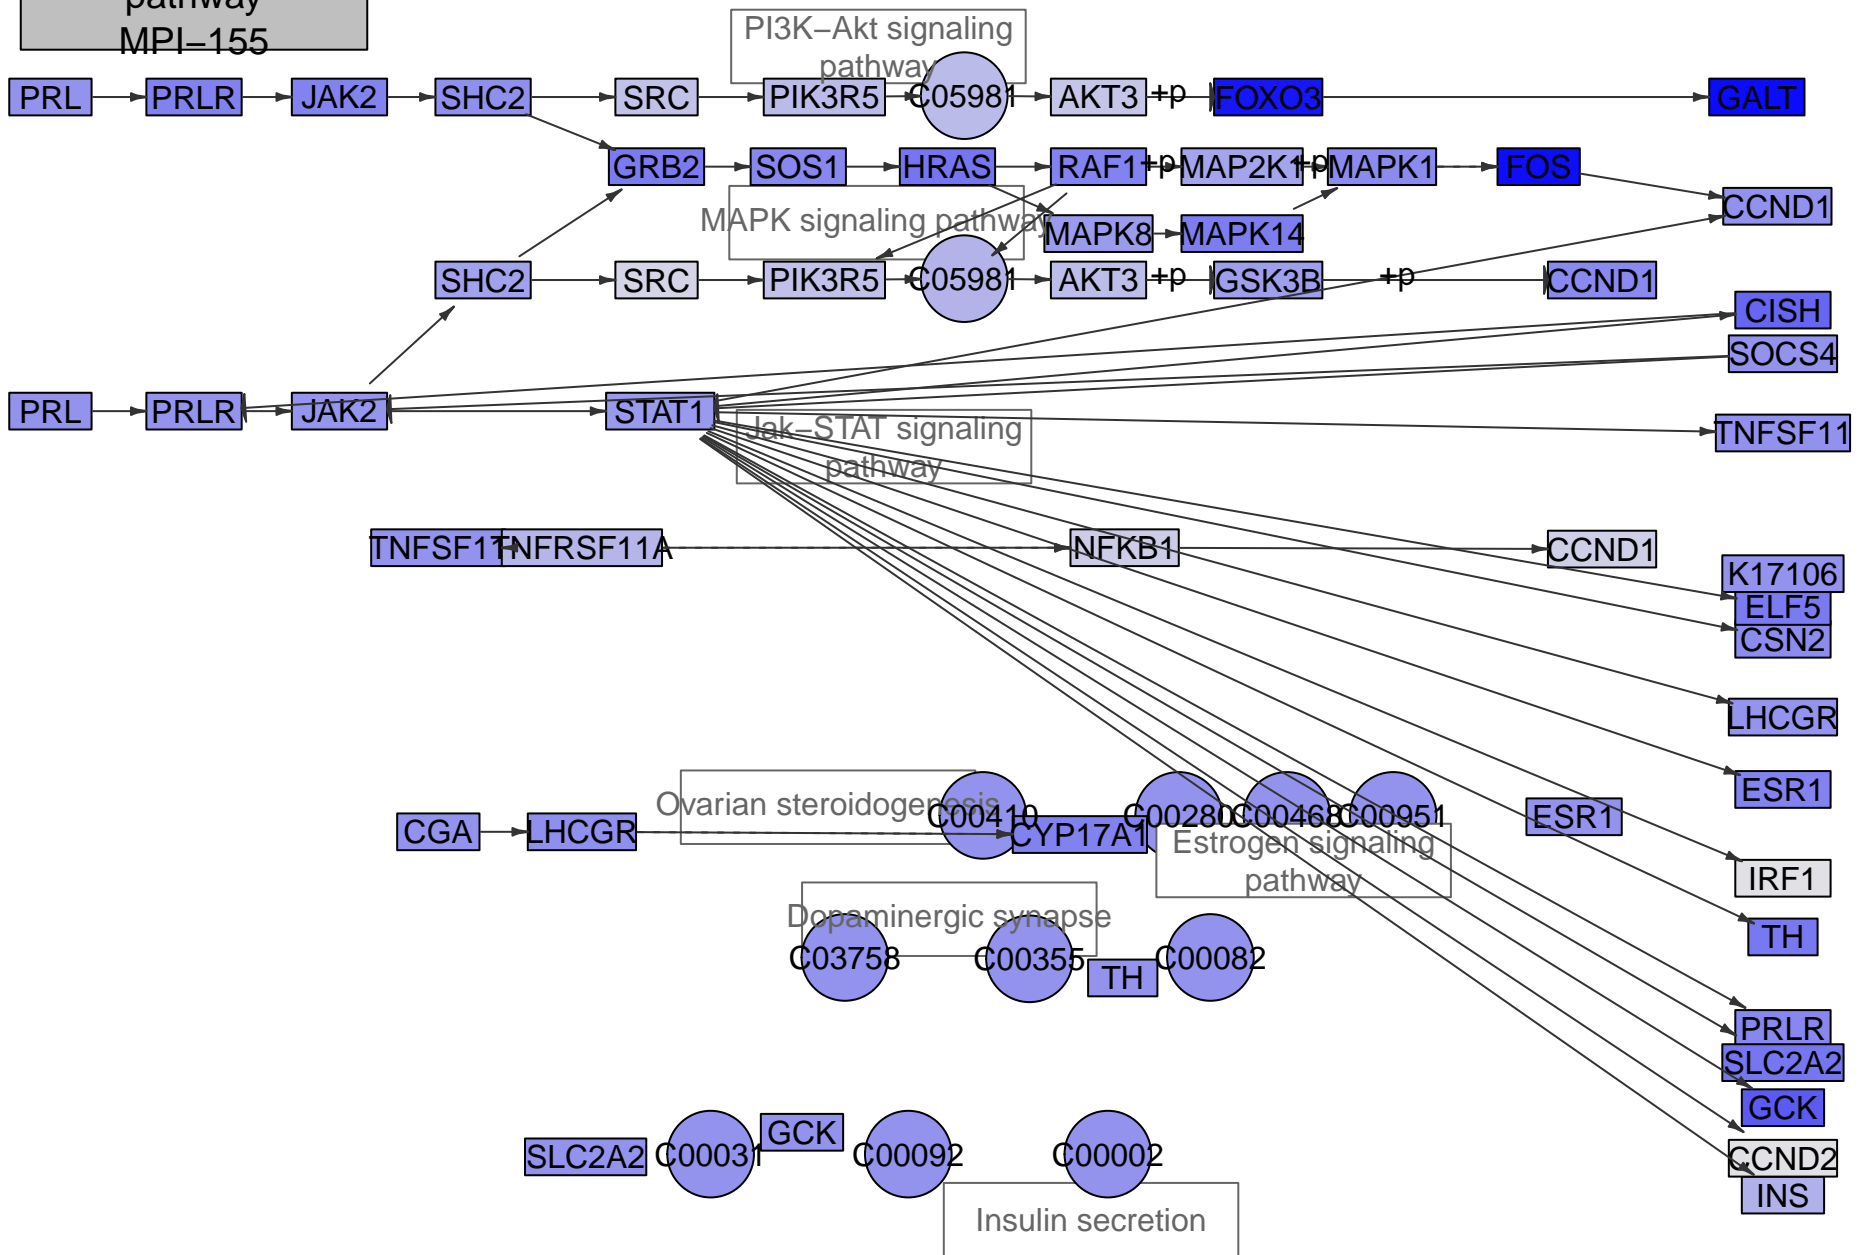 pathway
MPI−155
PI3K−Akt signaling
pathway
PRL
PRLR
JAK2
SHC2
SRC
PIK3R5
C05981
AKT3
+p
FOXO3
GALT
GRB2
SOS1
HRAS
RAF1
+p
MAP2K1
+p
MAPK1
FOS
CCND1
MAPK signaling pathway
MAPK8
MAPK14
SHC2
SRC
PIK3R5
C05981
AKT3
+p
GSK3B
+p
CCND1
CISH
SOCS4
PRL
PRLR
JAK2
STAT1
Jak−STAT signaling
pathway
TNFSF11
TNFSF11
TNFRSF11A
NFKB1
CCND1
K17106
ELF5
CSN2
LHCGR
ESR1
Ovarian steroidogenesis
C00410
C00280
C00468
C00951
ESR1
CGA
LHCGR
CYP17A1
Estrogen signaling
pathway
IRF1
Dopaminergic synapse
TH
C03758
C00355
TH
C00082
PRLR
SLC2A2
GCK
SLC2A2
C00031
GCK
C00092
C00002
CCND2
INS
Insulin secretion